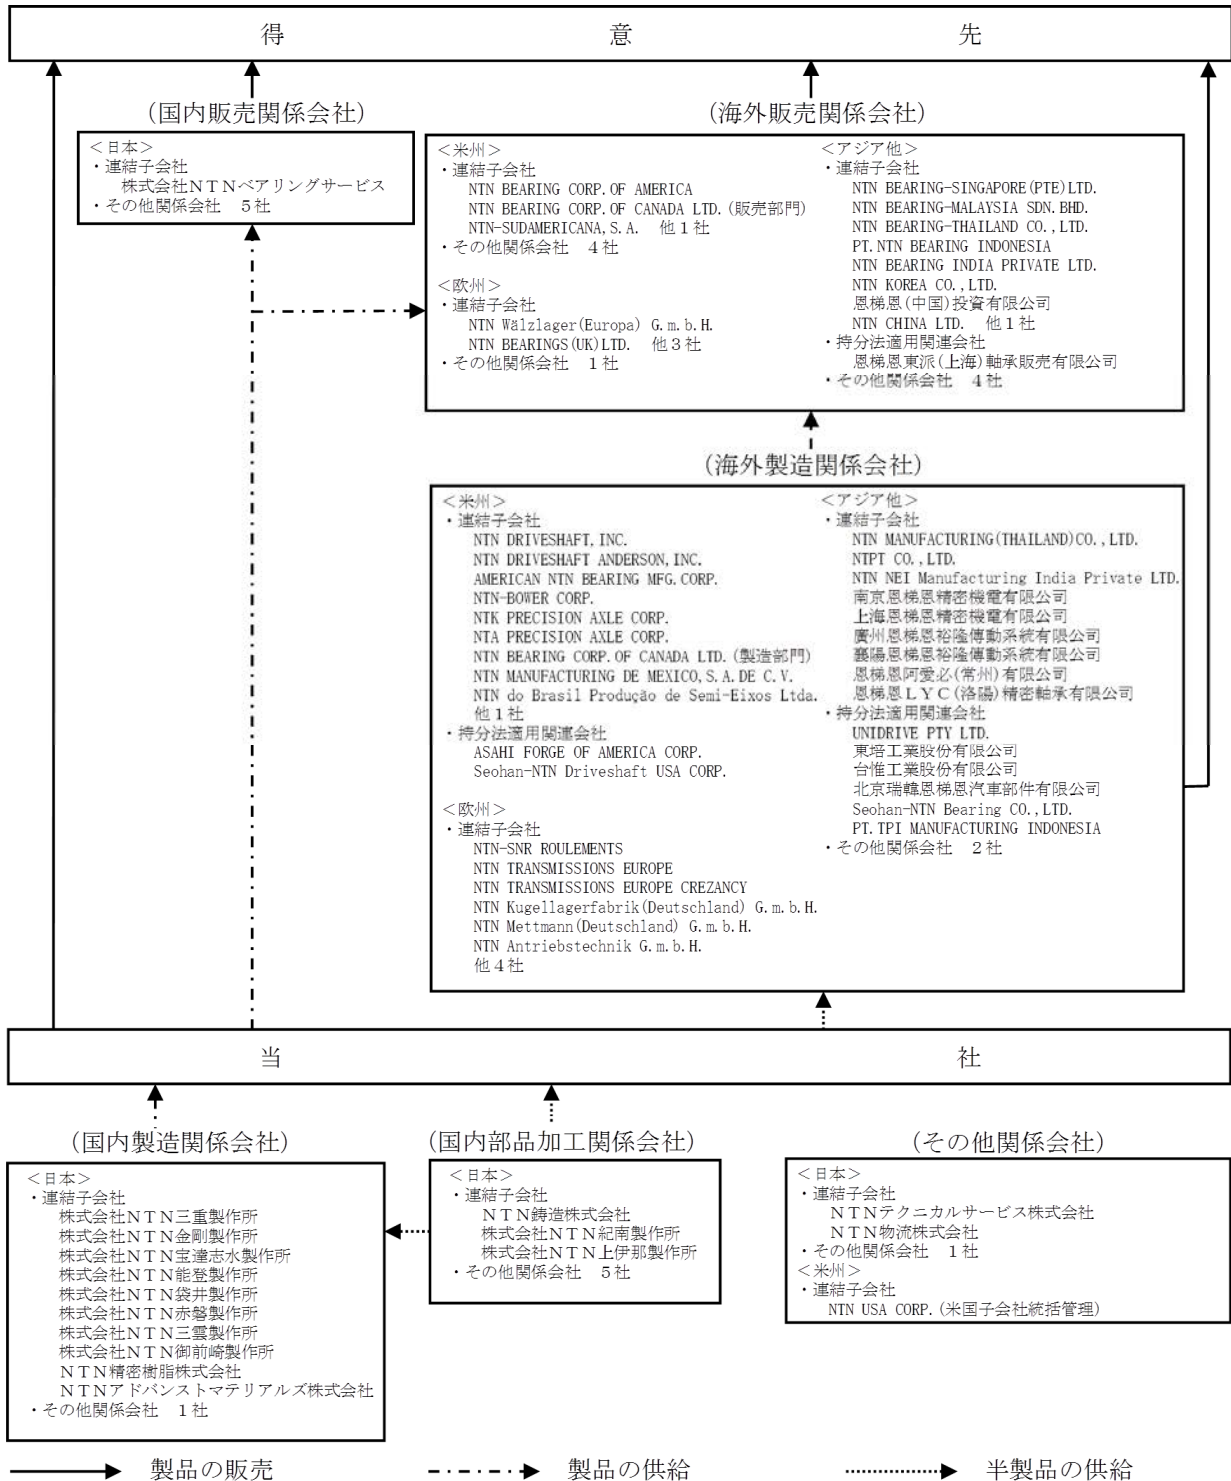 得　意　先
(国内販売関係会社)
＜日本＞
・連結子会社
株式会社ＮＴＮベアリングサービス
・その他関係会社　5社
(海外販売関係会社)
＜米州＞
・連結子会社
NTN BEARING CORP.OF AMERICA
NTN BEARING CORP.OF CANADA LTD.(販売部門)
NTN-SUDAMERICANA,S.A.　他１社
・その他関係会社　4社
＜欧州＞
・連結子会社
NTN Wälzlager(Europa) G.m.b.H.
NTN BEARINGS(UK)LTD.　他３社
・その他関係会社　1社
＜アジア他＞
・連結子会社
NTN BEARING-SINGAPORE(PTE)LTD.
NTN BEARING-MALAYSIA SDN.BHD.
NTN BEARING-THAILAND CO.,LTD.
PT.NTN BEARING INDONESIA
NTN BEARING INDIA PRIVATE LTD.
NTN KOREA CO.,LTD.
恩梯恩(中国)投資有限公司
NTN CHINA LTD.　他１社
・持分法適用関連会社
恩梯恩東派(上海)軸承販売有限公司
・その他関係会社　4社
(海外製造関係会社)
＜米州＞
・連結子会社
NTN DRIVESHAFT,INC.
NTN DRIVESHAFT ANDERSON,INC.
AMERICAN NTN BEARING MFG.CORP.
NTN-BOWER CORP.
NTK PRECISION AXLE CORP.
NTA PRECISION AXLE CORP.
NTN BEARING CORP.OF CANADA LTD.(製造部門)
NTN MANUFACTURING DE MEXICO,S.A.DE C.V.
NTN do Brasil Produção de Semi-Eixos Ltda.
他１社
・持分法適用関連会社
ASAHI FORGE OF AMERICA CORP.
Seohan-NTN Driveshaft USA CORP.
＜欧州＞
・連結子会社
NTN-SNR ROULEMENTS
NTN TRANSMISSIONS EUROPE
NTN TRANSMISSIONS EUROPE CREZANCY
NTN Kugellagerfabrik(Deutschland) G.m.b.H.
NTN Mettmann(Deutschland) G.m.b.H.
NTN Antriebstechnik G.m.b.H.
他４社
＜アジア他＞
・連結子会社
NTN MANUFACTURING(THAILAND)CO.,LTD.
NTPT CO.,LTD.
NTN NEI Manufacturing India Private LTD.
南京恩梯恩精密機電有限公司
上海恩梯恩精密機電有限公司
廣州恩梯恩裕隆傳動系統有限公司
襄陽恩梯恩裕隆傳動系統有限公司
恩梯恩阿愛必(常州)有限公司
恩梯恩ＬＹＣ(洛陽)精密軸承有限公司
・持分法適用関連会社
UNIDRIVE PTY LTD.
東培工業股份有限公司
台惟工業股份有限公司
北京瑞韓恩梯恩汽車部件有限公司
Seohan-NTN Bearing CO.,LTD.
PT.TPI MANUFACTURING INDONESIA
・その他関係会社　2社
当　社
(国内製造関係会社)
＜日本＞
・連結子会社
株式会社ＮＴＮ三重製作所
株式会社ＮＴＮ金剛製作所
株式会社ＮＴＮ宝達志水製作所
株式会社ＮＴＮ能登製作所
株式会社ＮＴＮ袋井製作所
株式会社ＮＴＮ赤磐製作所
株式会社ＮＴＮ三雲製作所
株式会社ＮＴＮ御前崎製作所
ＮＴＮ精密樹脂株式会社
ＮＴＮアドバンストマテリアルズ株式会社
・その他関係会社　1社
(国内部品加工関係会社)
＜日本＞
・連結子会社
ＮＴＮ鋳造株式会社
株式会社ＮＴＮ紀南製作所
株式会社ＮＴＮ上伊那製作所
・その他関係会社　5社
(その他関係会社)
＜日本＞
・連結子会社
ＮＴＮテクニカルサービス株式会社
ＮＴＮ物流株式会社
・その他関係会社　1社
＜米州＞
・連結子会社
NTN USA CORP.(米国子会社統括管理)
製品の販売
製品の供給
半製品の供給